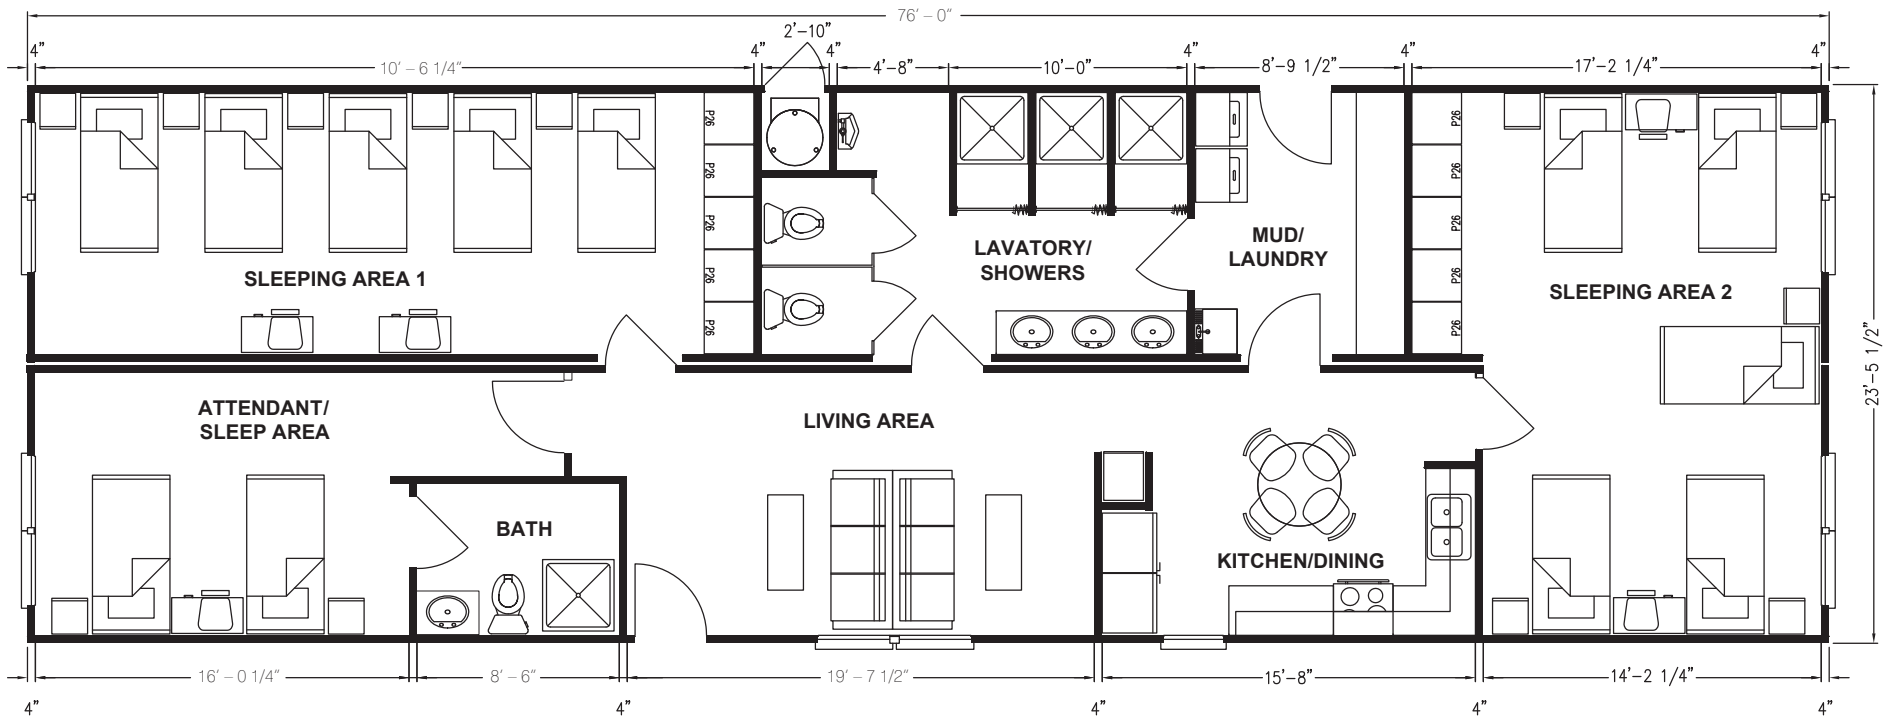 76' – 0"
2'-10"
4" 4" 4" 4" 4" 4"
10' – 6 1/4" 4'-8" 10'-0" 8'-9 1/2" 17'-2 1/4"
P26 P26
P26 P26
P26 P26
P26 P26
P26 P26
SLEEPING AREA 1
LAVATORY/
SHOWERS
MUD/
LAUNDRY
SLEEPING AREA 2
23'-5 1/2"
ATTENDANT/
SLEEP AREA
LIVING AREA
BATH
KITCHEN/DINING
16' – 0 1/4" 8' – 6" 19' – 7 1/2" 15'-8" 14'-2 1/4"
4" 4" 4" 4" 4"